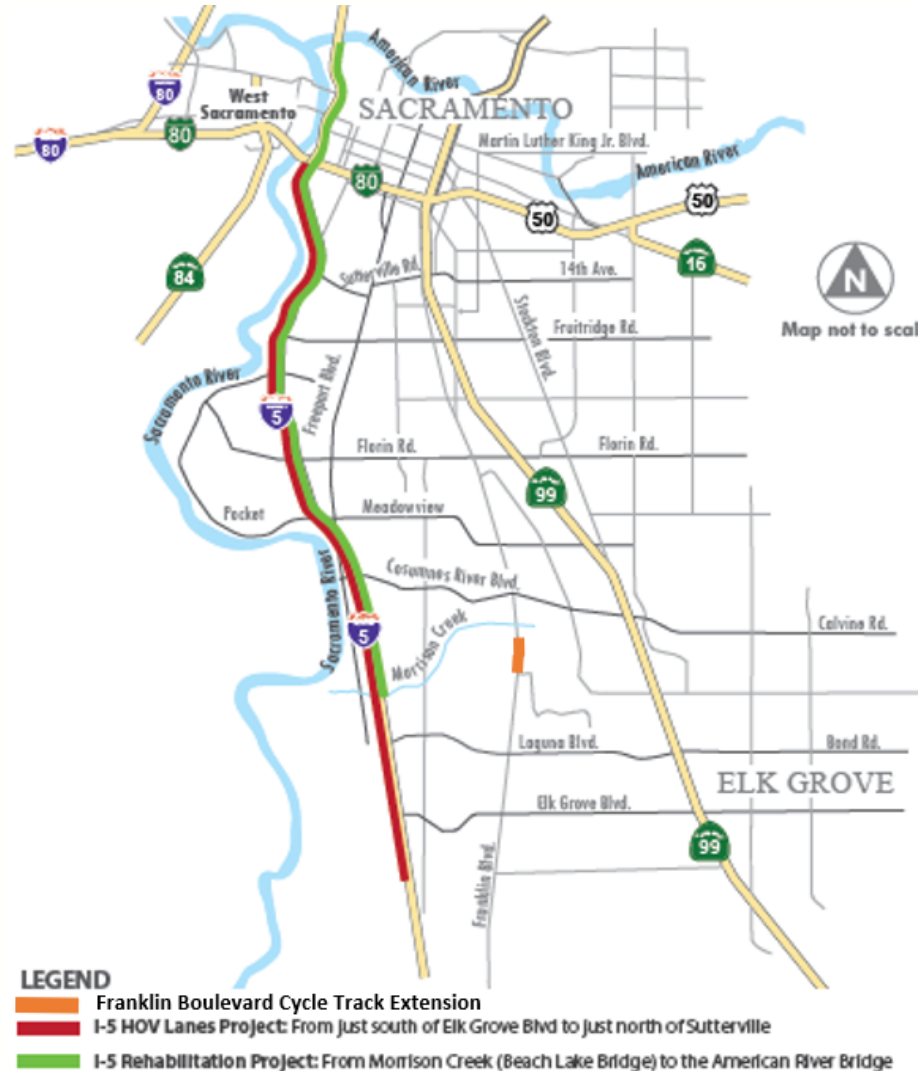 American River
80
West
Sacramento
SACRAMENTO
80
80
Martin Luther King Jr. Blvd.
American River
80
50
50
84
16
N
Map not to scal
Sutterville Rd.
14th Ave.
Stockton Blvd.
Fruitridge Rd.
Sacramento River
Freeport Blvd.
5
Florin Rd.
Florin Rd.
99
Pocket
Meadowview
Sacramento River
Cosumnes River Blvd.
5
Morrison Creek
Calvine Rd.
Laguna Blvd.
Bond Rd.
ELK GROVE
Elk Grove Blvd.
99
Franklin Blvd.
LEGEND
Franklin Boulevard Cycle Track Extension
I-5 HOV Lanes Project: From just south of Elk Grove Blvd to just north of Sutterville
I-5 Rehabilitation Project: From Morrison Creek (Beach Lake Bridge) to the American River Bridge